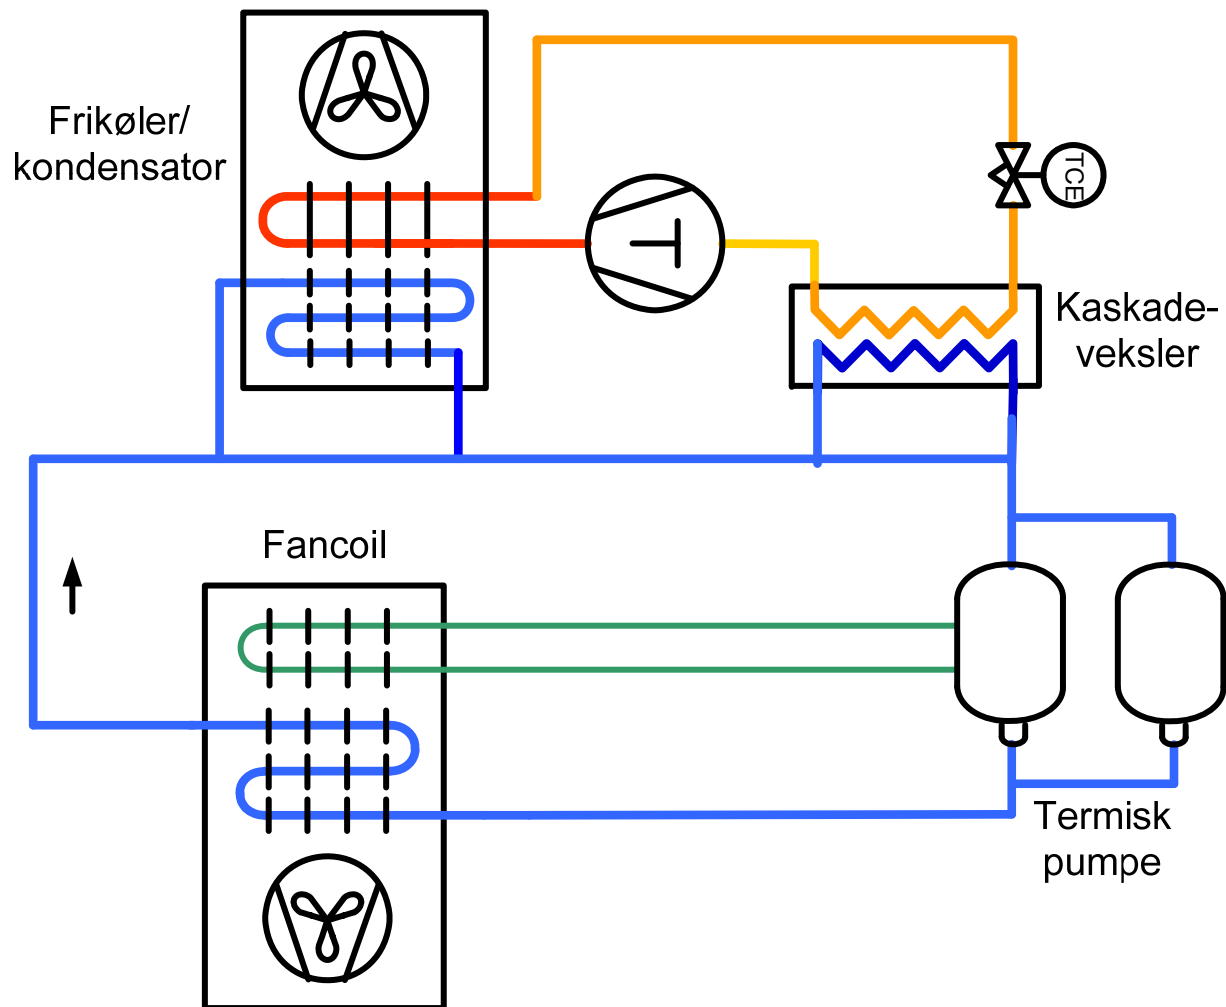 Frikøler/
kondensator
TCE
Kaskade-
veksler
Fancoil
Termisk
pumpe